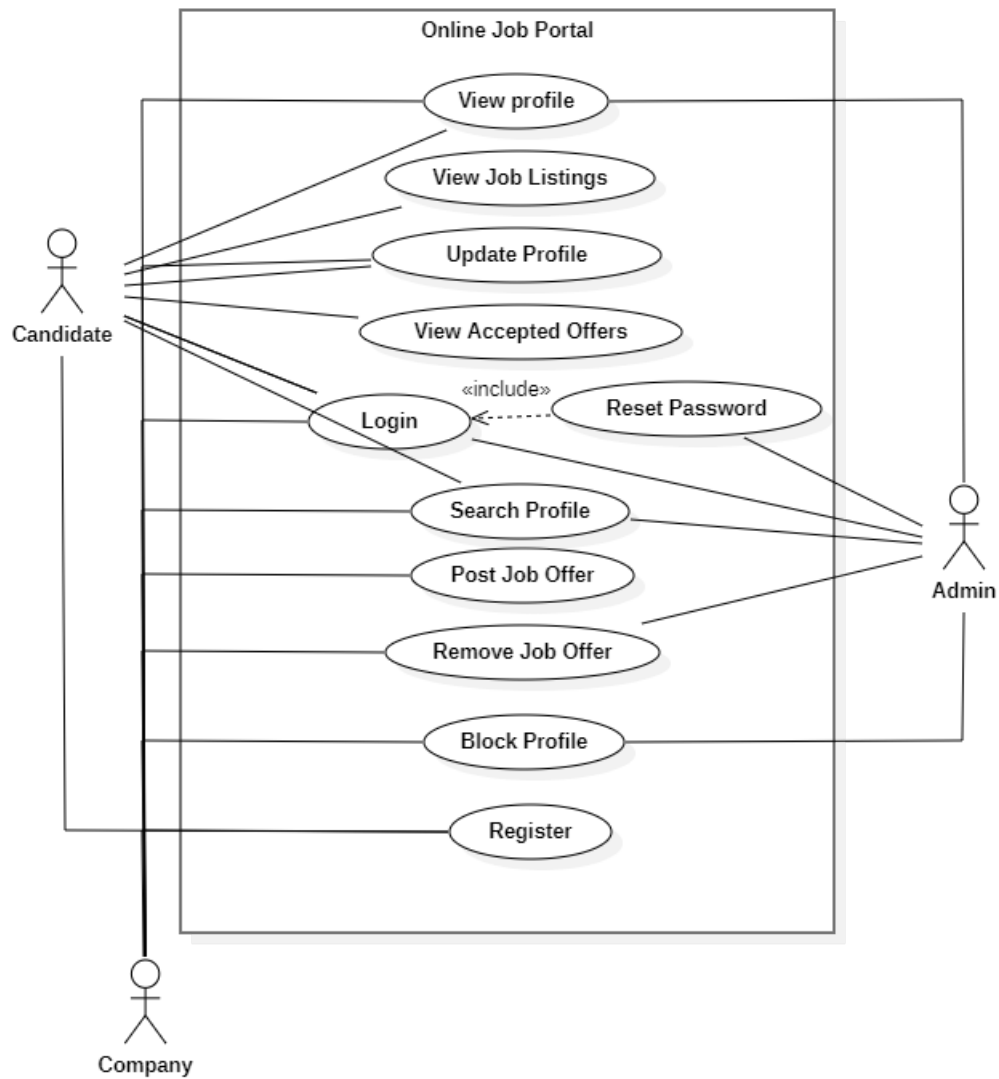 Online Job Portal
View profile
View Job Listings
Update Profile
Candidate
View Accepted Offers
«include»
Login
Reset Password
Search Profile
Post Job Offer
Admin
Remove Job Offer
Block Profile
Register
Company